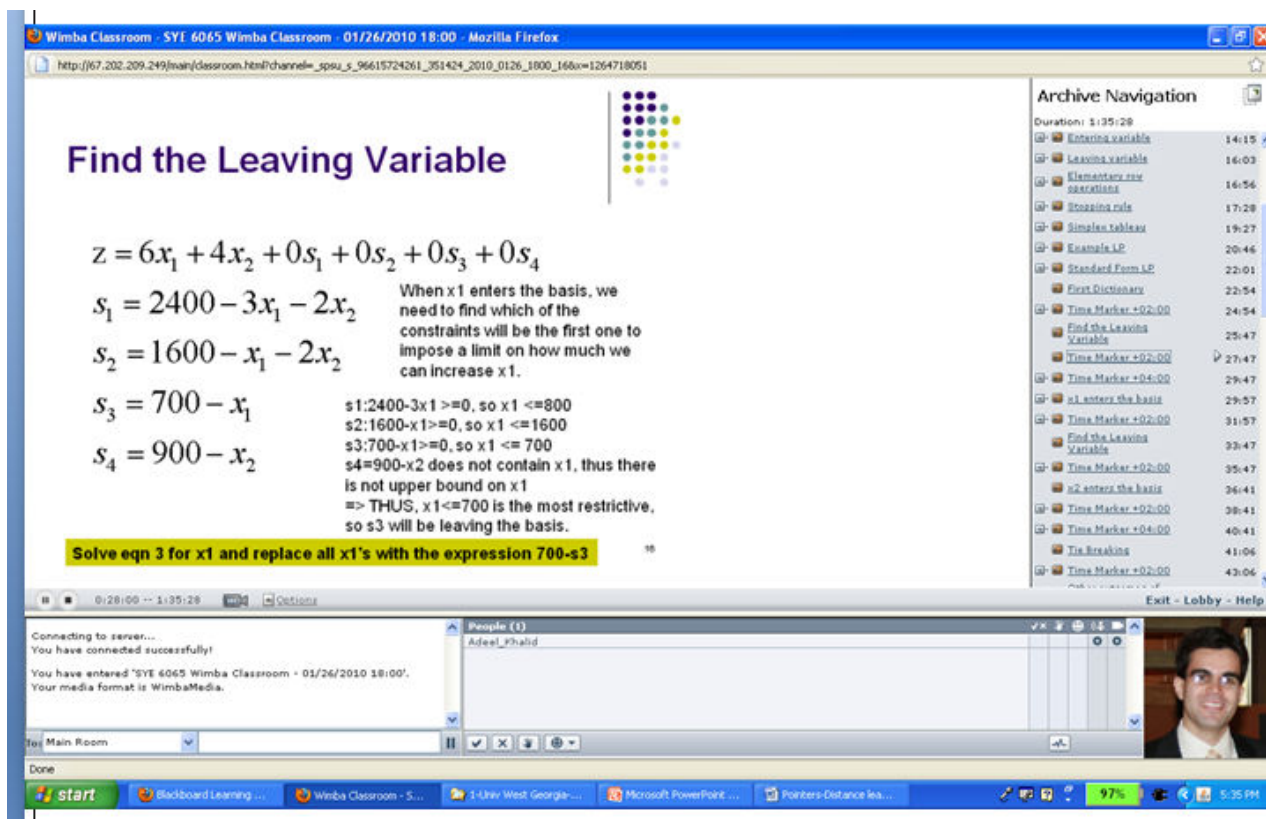 Wimba Classroom - SYE 6065 Wimba Classroom - 01/26/2010 18:00 - Mozilla Firefox
http://67.202.209.249/main/classroom.html?channel=_spsu_s_96615724261_351424_2010_0126_1800_16&x=1264718051
Find the Leaving Variable
z = 6x₁ + 4x₂ + 0s₁ + 0s₂ + 0s₃ + 0s₄
s₁ = 2400 − 3x₁ − 2x₂
s₂ = 1600 − x₁ − 2x₂
s₃ = 700 − x₁
s₄ = 900 − x₂
When x1 enters the basis, we
need to find which of the
constraints will be the first one to
impose a limit on how much we
can increase x1.
s1:2400-3x1 >=0, so x1 <=800
s2:1600-x1>=0, so x1 <=1600
s3:700-x1>=0, so x1 <= 700
s4=900-x2 does not contain x1, thus there
is not upper bound on x1
=> THUS, x1<=700 is the most restrictive,
so s3 will be leaving the basis.
Solve eqn 3 for x1 and replace all x1's with the expression 700-s3
Archive Navigation
Duration: 1:35:28
Entering variable 14:15
Leaving variable 16:03
Elementary row
operations 16:56
Stopping rule 17:28
Simplex tableau 19:27
Example LP 20:46
Standard Form LP 22:01
First Dictionary 22:54
Time Marker +02:00 24:54
Find the Leaving
Variable 25:47
Time Marker +02:00 27:47
Time Marker +04:00 29:47
x1 enters the basis 29:57
Time Marker +02:00 31:57
Find the Leaving
Variable 33:47
Time Marker +02:00 35:47
x2 enters the basis 36:41
Time Marker +02:00 38:41
Time Marker +04:00 40:41
Tie Breaking 41:06
Time Marker +02:00 43:06
0:28:00 -- 1:35:28 Options
Exit - Lobby - Help
Connecting to server...
You have connected successfully!
You have entered 'SYE 6065 Wimba Classroom - 01/26/2010 18:00'.
Your media format is WimbaMedia.
People (1)
Adeel_Khalid
To: Main Room
Done
start
Blackboard Learning ...
Wimba Classroom - S...
1-Univ West Georgia-...
Microsoft PowerPoint ...
Pointers-Distance lea...
97%
5:35 PM